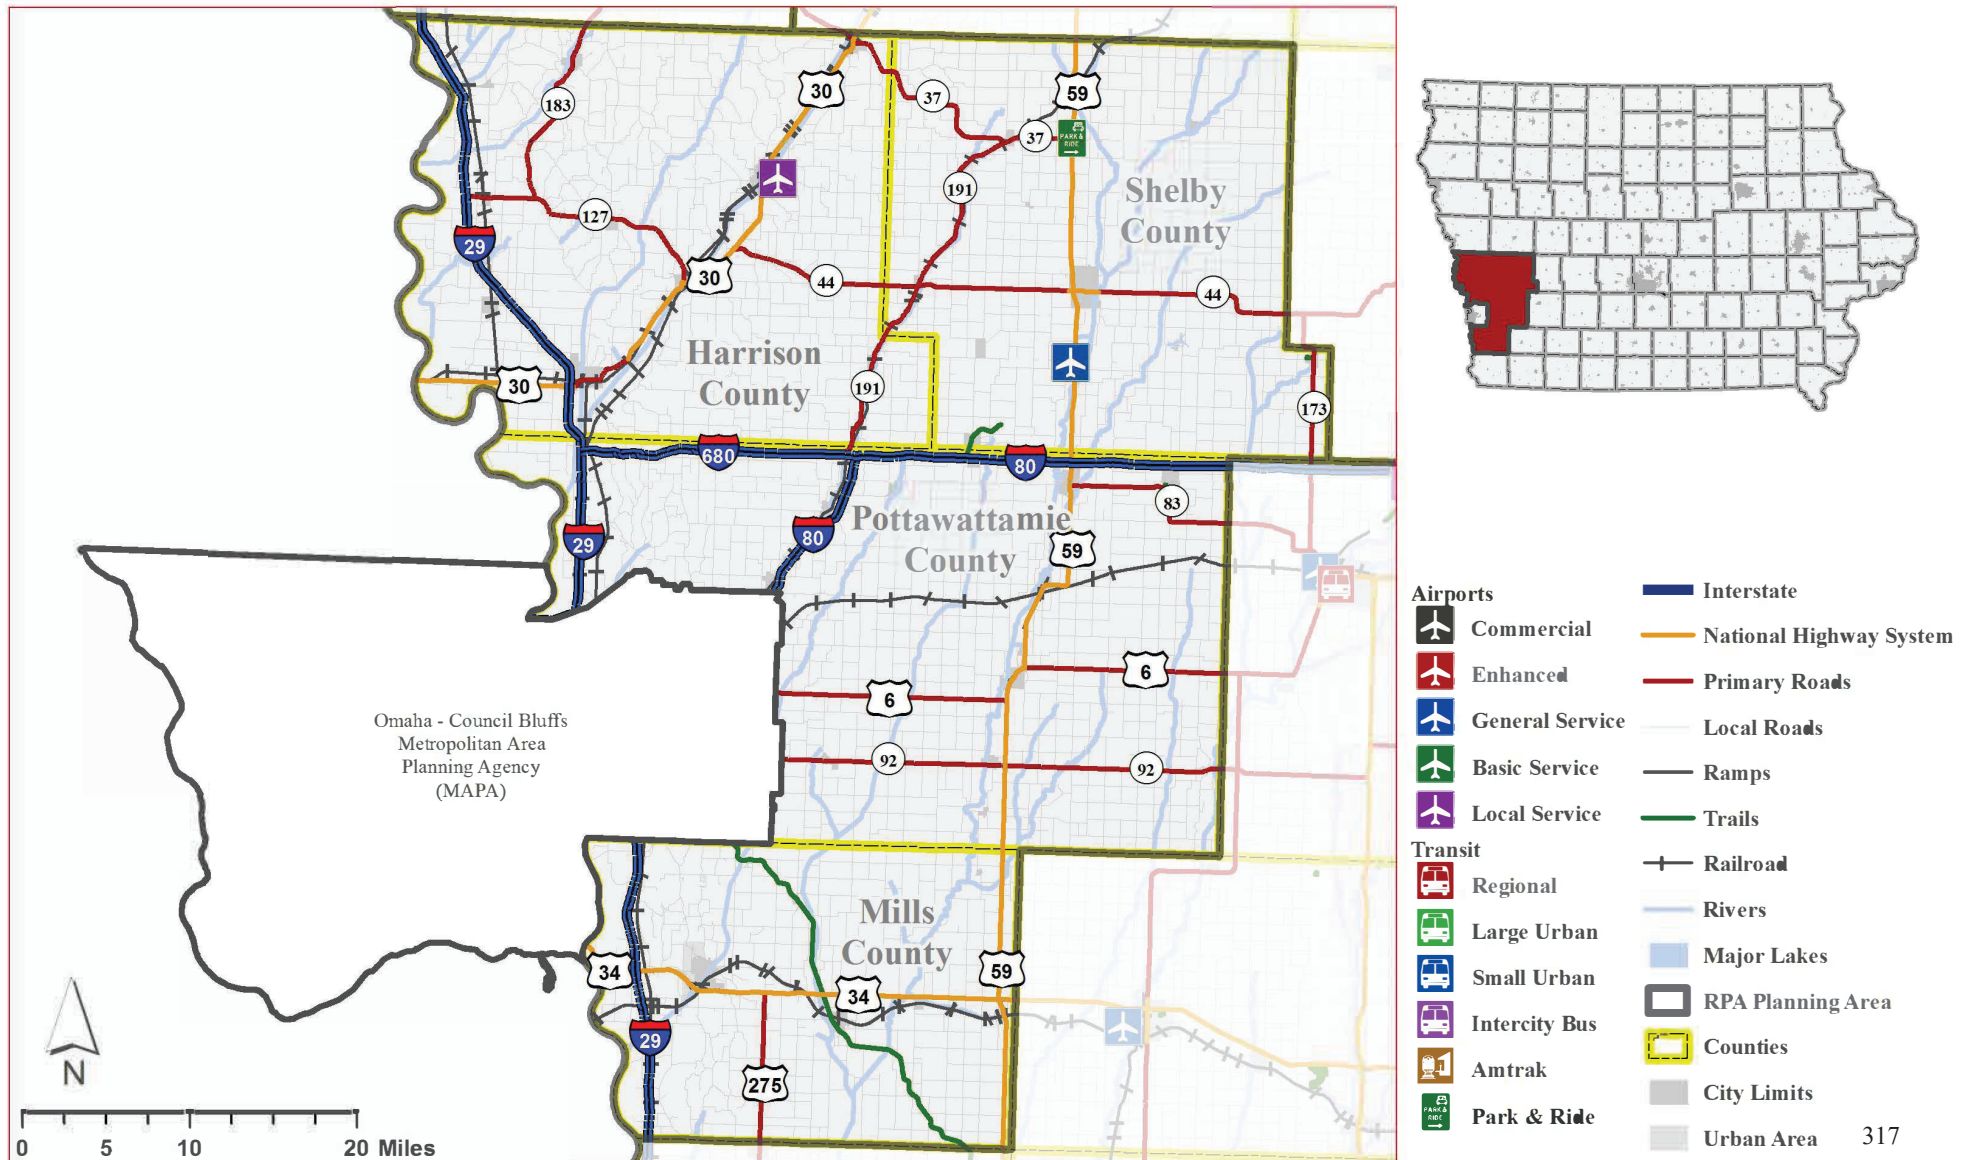 183
30
37
59
37
PARK &
RIDE
191
Shelby
County
127
29
30
44
44
Harrison
County
30
191
173
680
80
83
29
80
Pottawattamie
County
59
6
6
Omaha - Council Bluffs
Metropolitan Area
Planning Agency
(MAPA)
92
92
Mills
County
34
59
34
29
275
N
0 5 10 20 Miles
Airports
Commercial
Enhanced
General Service
Basic Service
Local Service
Transit
Regional
Large Urban
Small Urban
Intercity Bus
Amtrak
PARK &
RIDE
Park & Ride
Interstate
National Highway System
Primary Roads
Local Roads
Ramps
Trails
Railroad
Rivers
Major Lakes
RPA Planning Area
Counties
City Limits
Urban Area
317